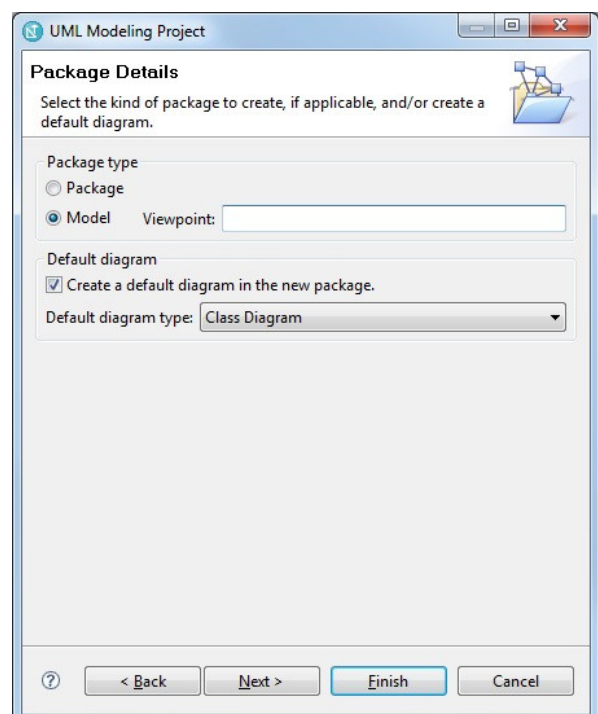 UML Modeling Project
Package Details
Select the kind of package to create, if applicable, and/or create a
default diagram.
Package type
Package
Model Viewpoint:
Default diagram
Create a default diagram in the new package.
Default diagram type: Class Diagram
? < Back Next > Finish Cancel